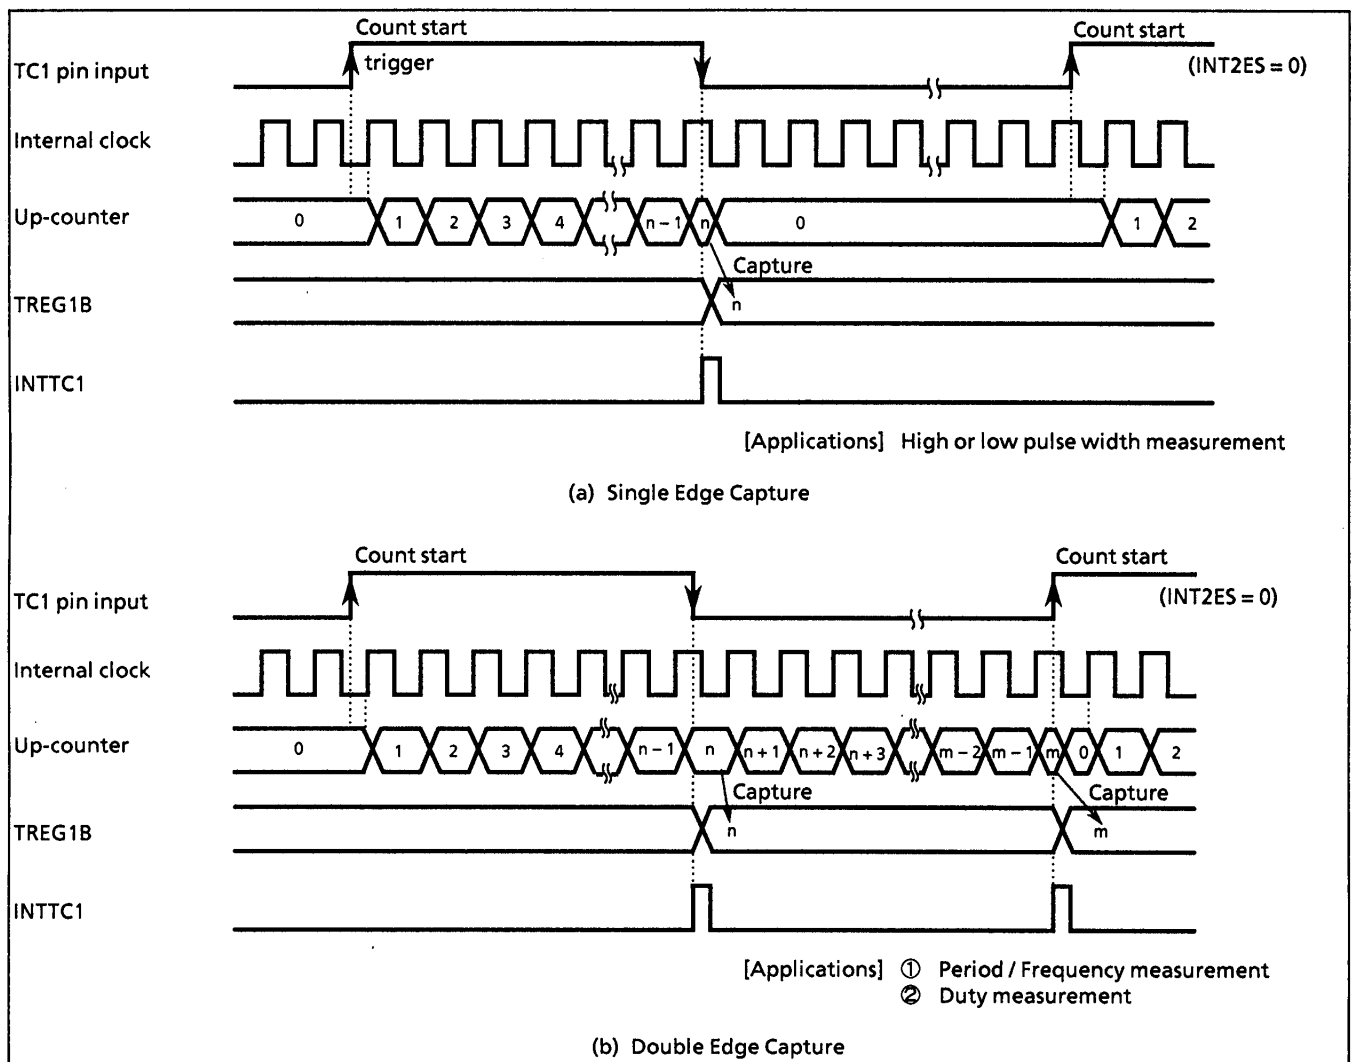 Count start
Count start
TC1 pin input
trigger
(INT2ES = 0)
Internal clock
Up-counter
0 1 2 3 4 n – 1 n 0 1 2
Capture
TREG1B
n
INTTC1
[Applications] High or low pulse width measurement
(a) Single Edge Capture
Count start
Count start
TC1 pin input
(INT2ES = 0)
Internal clock
Up-counter
0 1 2 3 4 n – 1 n n + 1 n + 2 n + 3 m – 2 m – 1 m 0 1 2
Capture
Capture
TREG1B
n
m
INTTC1
[Applications] ① Period / Frequency measurement
② Duty measurement
(b) Double Edge Capture